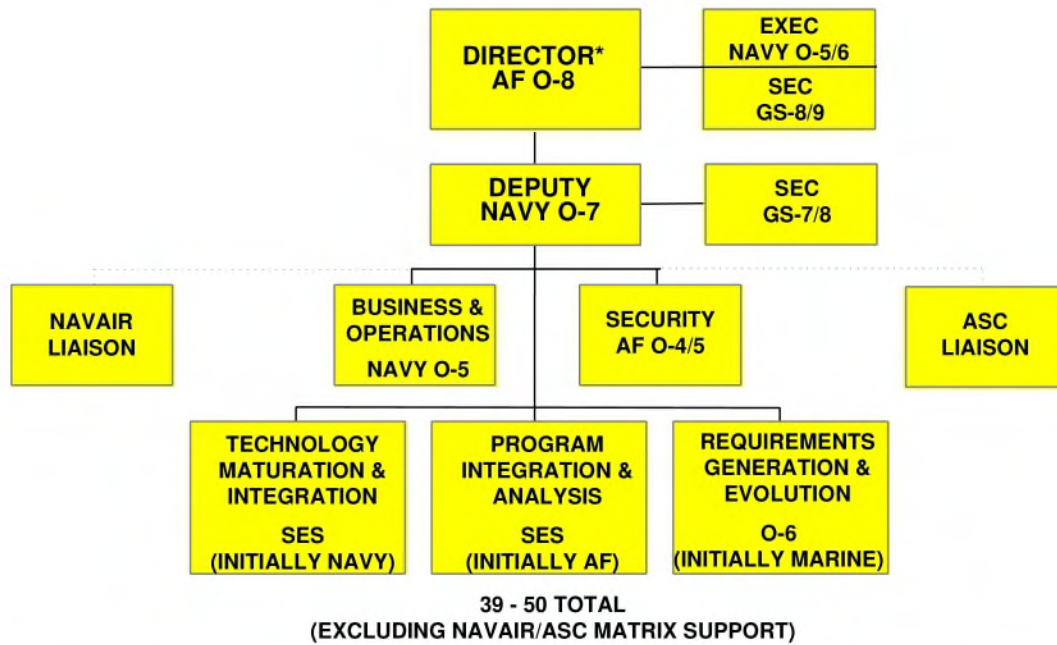 DIRECTOR*
AF O-8
EXEC
NAVY O-5/6
SEC
GS-8/9
DEPUTY
NAVY O-7
SEC
GS-7/8
NAVAIR
LIAISON
BUSINESS &
OPERATIONS
NAVY O-5
SECURITY
AF O-4/5
ASC
LIAISON
TECHNOLOGY
MATURATION &
INTEGRATION
SES
(INITIALLY NAVY)
PROGRAM
INTEGRATION &
ANALYSIS
SES
(INITIALLY AF)
REQUIREMENTS
GENERATION &
EVOLUTION
O-6
(INITIALLY MARINE)
39 - 50 TOTAL
(EXCLUDING NAVAIR/ASC MATRIX SUPPORT)